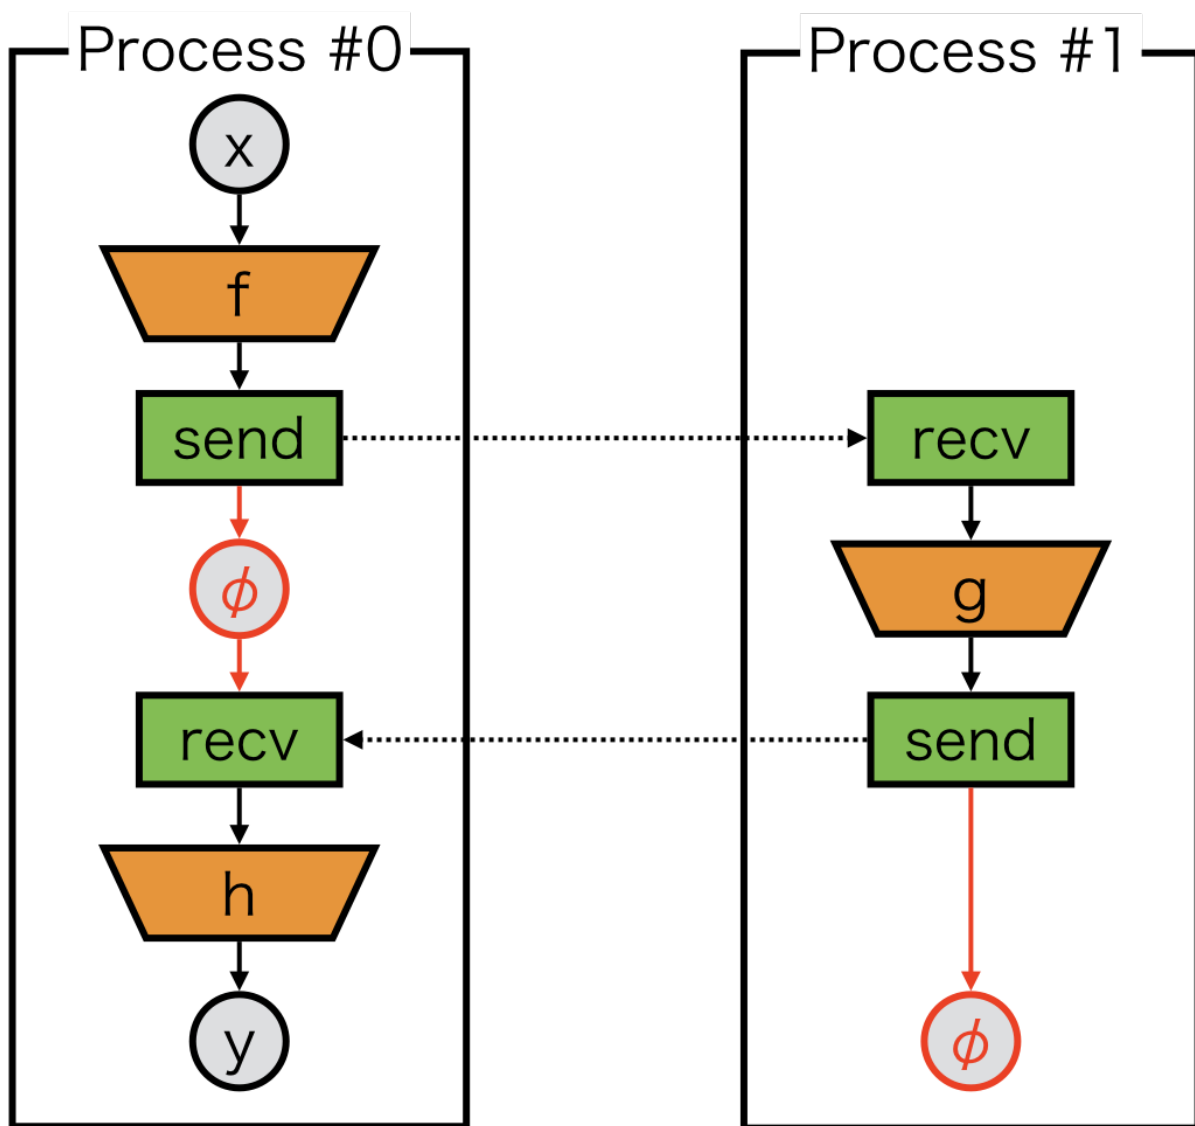 Process #0
x
f
send
ϕ
recv
h
y
Process #1
recv
g
send
ϕ